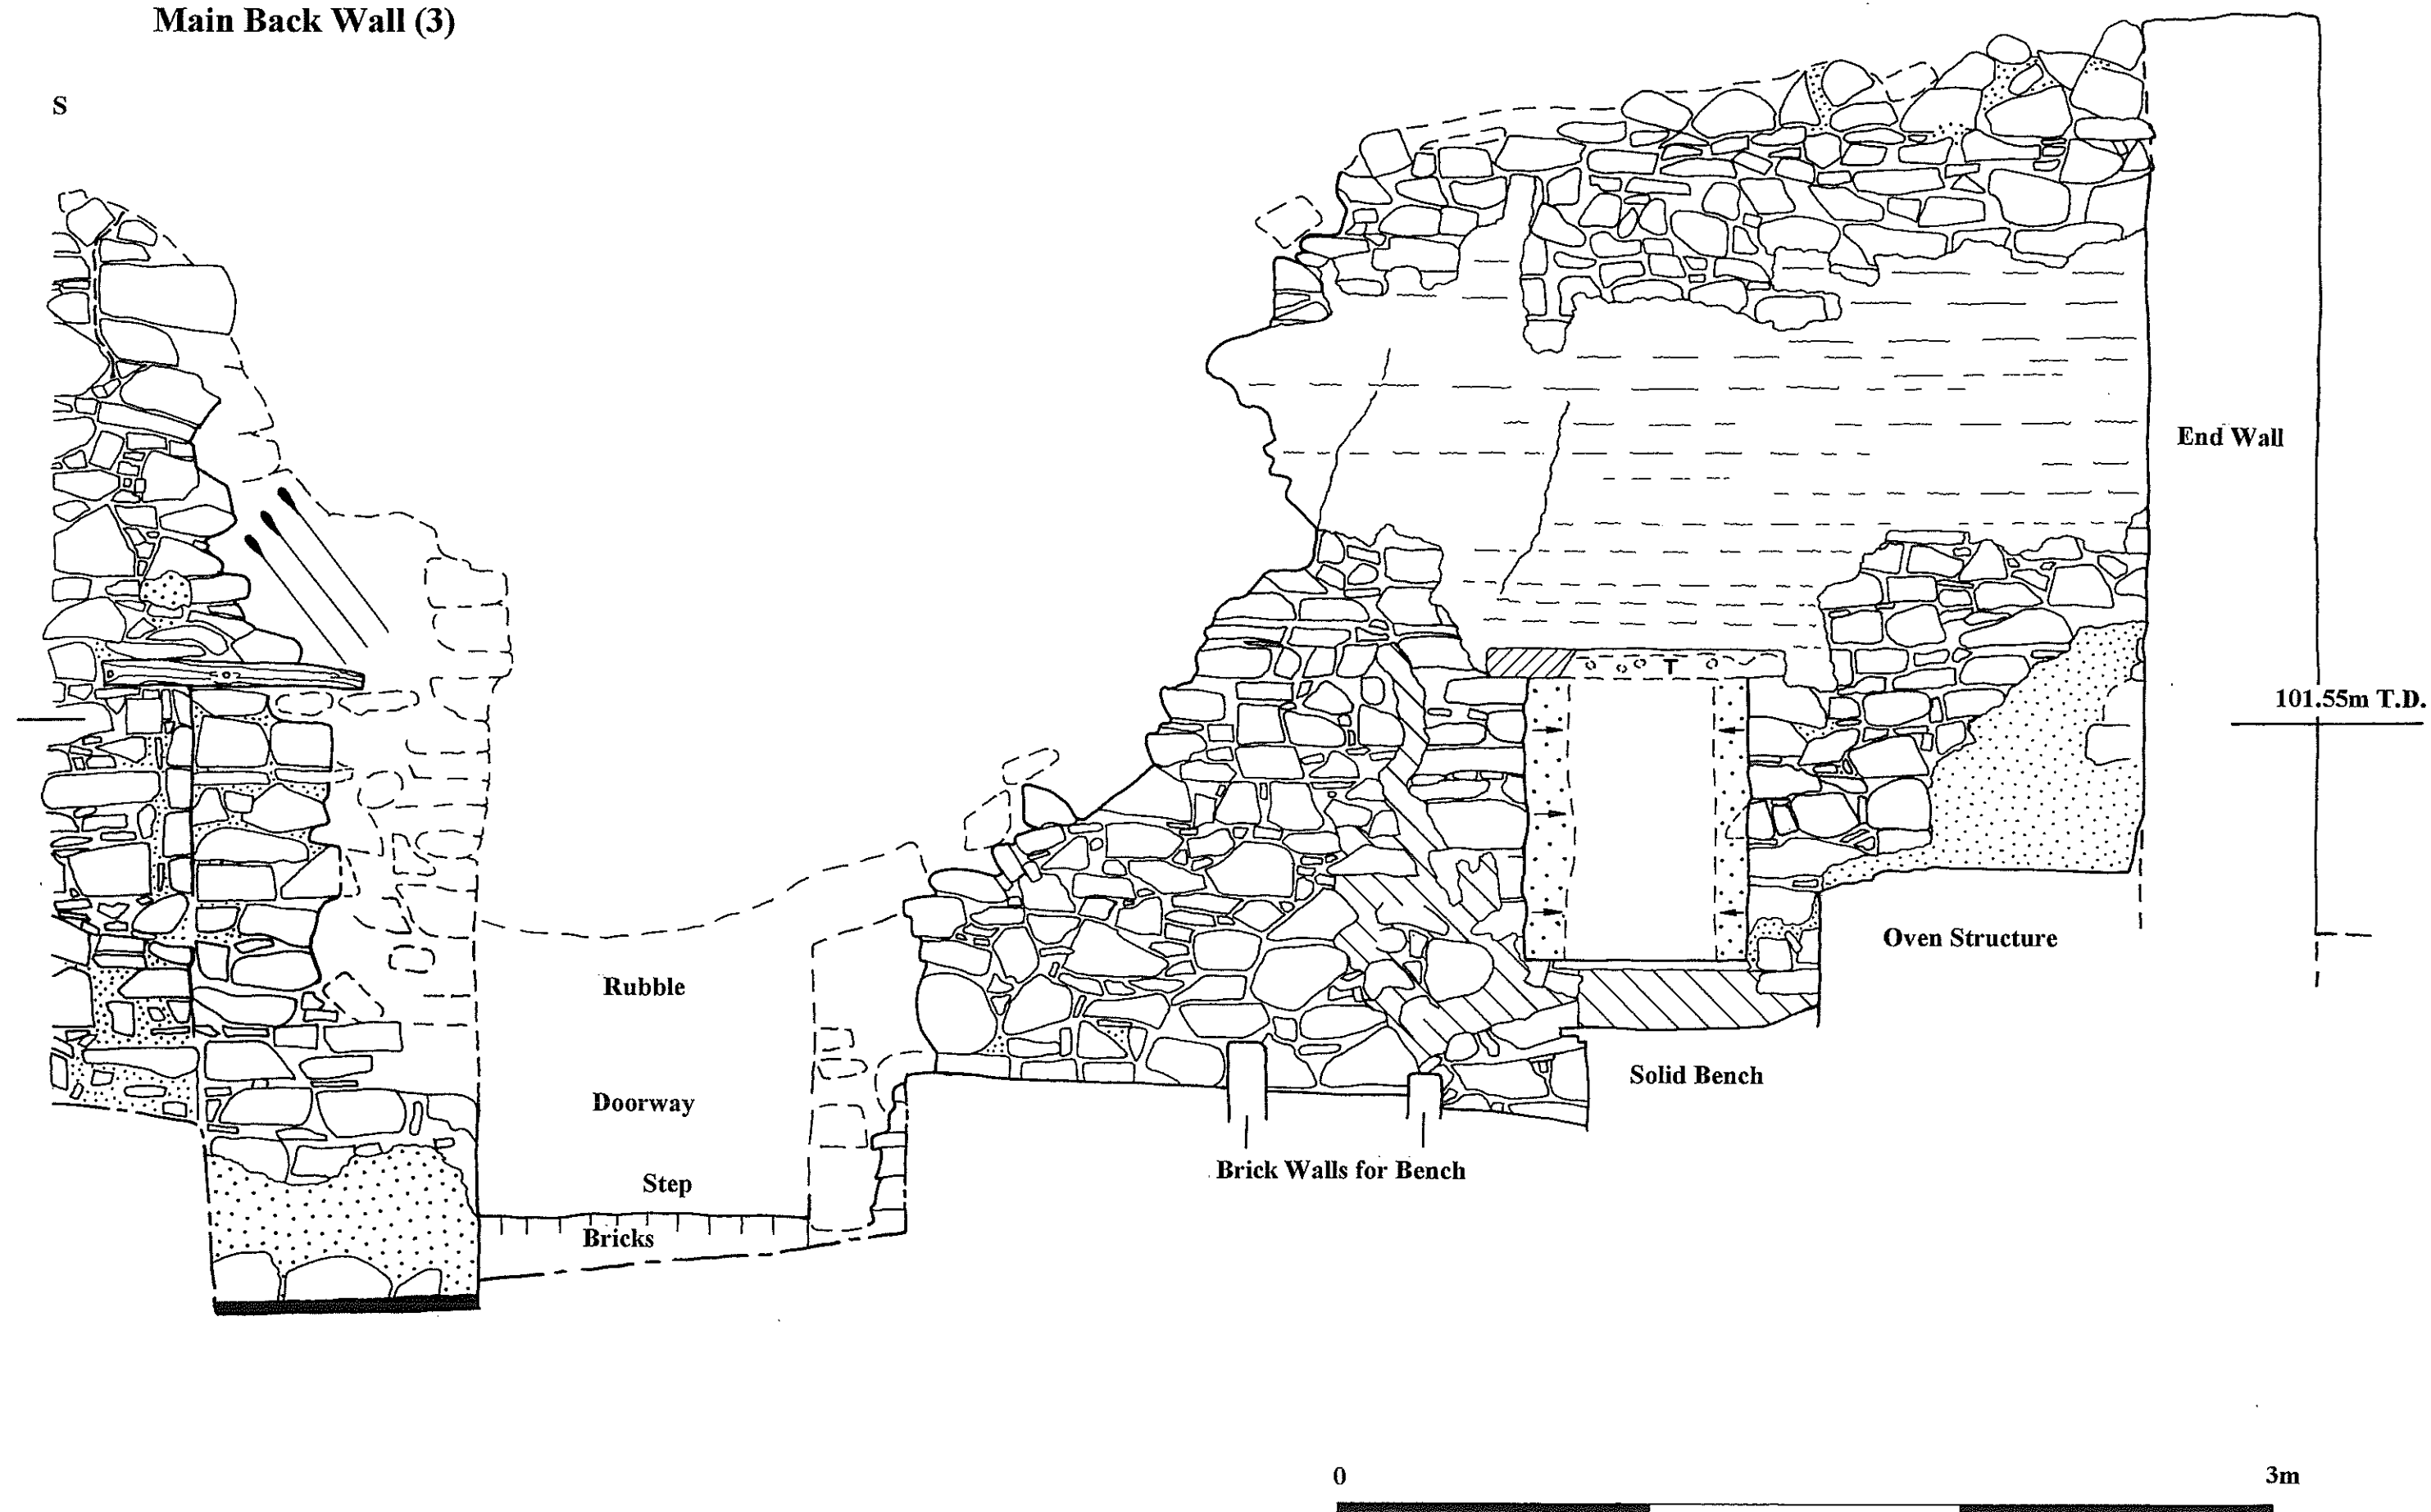 Main Back Wall (3)
S
End Wall
101.55m T.D.
T
Rubble
Oven Structure
Solid Bench
Doorway
Brick Walls for Bench
Step
Bricks
0
3m